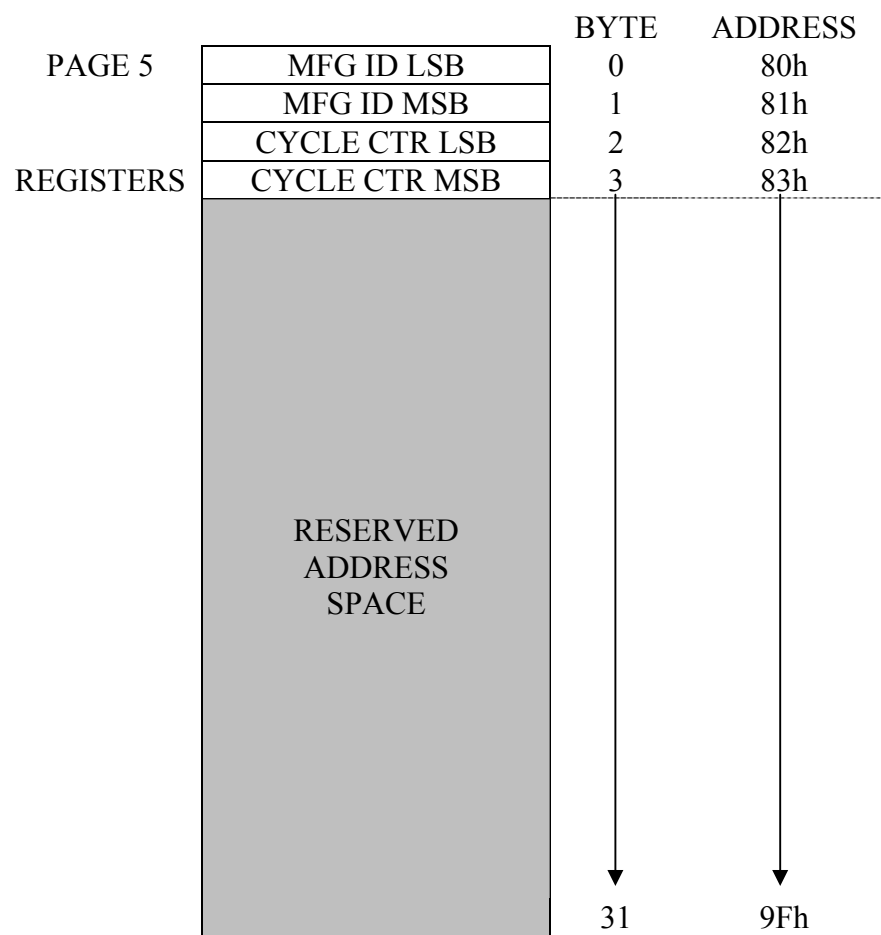 BYTE ADDRESS
PAGE 5 MFG ID LSB 0 80h
MFG ID MSB 1 81h
CYCLE CTR LSB 2 82h
REGISTERS CYCLE CTR MSB 3 83h
RESERVED
ADDRESS
SPACE
31 9Fh